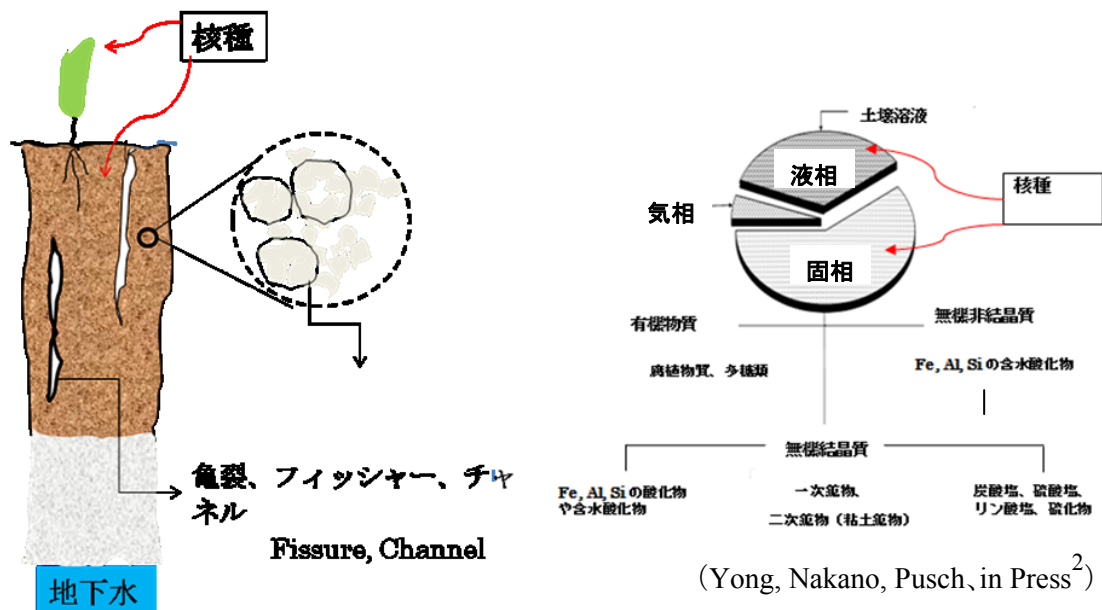 核種
亀裂、フィッシャー、チャ
ネル
Fissure, Channel
地下水
土壌溶液
液相
気相
固相
核種
有機物質
無機非結晶質
腐植物質、多糖類
Fe, Al, Si の含水酸化物
無機結晶質
Fe, Al, Si の酸化物
や含水酸化物
一次鉱物、
二次鉱物(粘土鉱物)
炭酸塩、硫酸塩、
リン酸塩、硫化物
(Yong, Nakano, Pusch、in Press2)